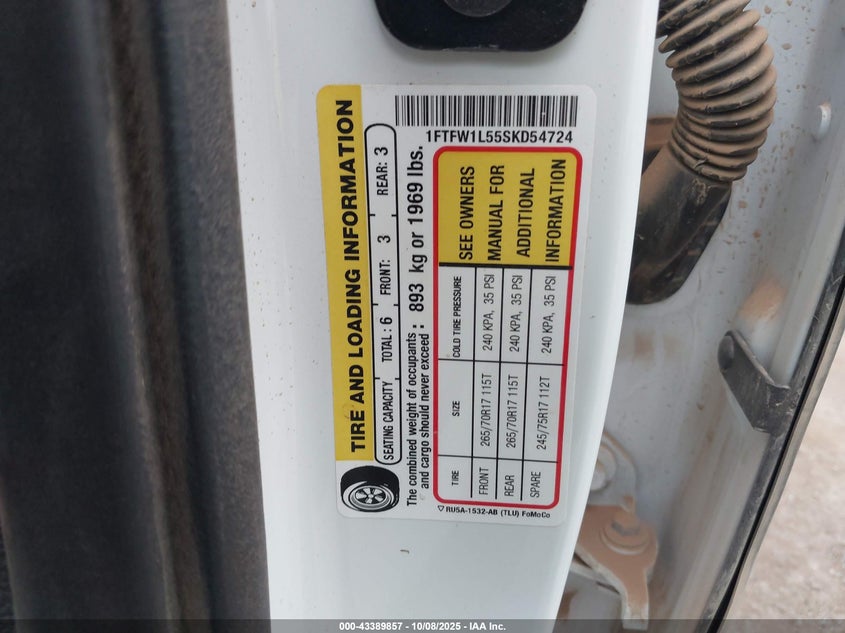 1FTFW1L55SKD54724
TIRE AND LOADING INFORMATION
SEATING CAPACITY TOTAL : 6 FRONT: 3 REAR: 3
The combined weight of occupants and cargo should never exceed : 893 kg or 1969 lbs.
TIRE SIZE COLD TIRE PRESSURE
FRONT 265/70R17 115T 240 KPA, 35 PSI
REAR 265/70R17 115T 240 KPA, 35 PSI
SPARE 245/75R17 112T 240 KPA, 35 PSI
SEE OWNERS
MANUAL FOR
ADDITIONAL
INFORMATION
RU5A-1532-AB (TLU) FoMoCo
000-43389857 - 10/08/2025 - IAA Inc.